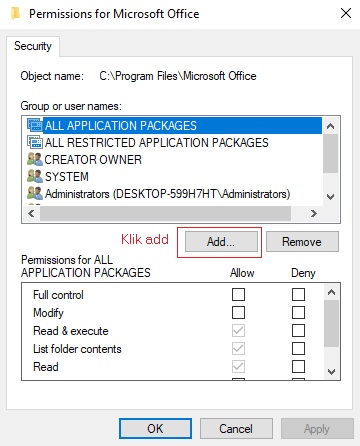 Permissions for Microsoft Office
Security
Object name: C:\Program Files\Microsoft Office
Group or user names:
ALL APPLICATION PACKAGES
ALL RESTRICTED APPLICATION PACKAGES
CREATOR OWNER
SYSTEM
Administrators (DESKTOP-599H7HT\Administrators)
Klik add
Add...
Remove
Permissions for ALL
APPLICATION PACKAGES
Allow
Deny
Full control
Modify
Read & execute
List folder contents
Read
OK
Cancel
Apply